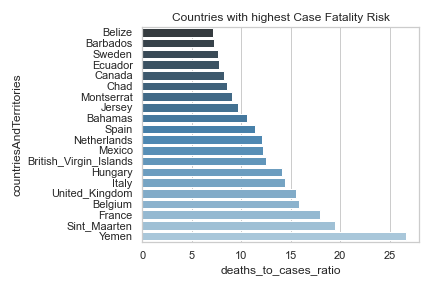 Countries with highest Case Fatality Risk
countriesAndTerritories
Belize
Barbados
Sweden
Ecuador
Canada
Chad
Montserrat
Jersey
Bahamas
Spain
Netherlands
Mexico
British_Virgin_Islands
Hungary
Italy
United_Kingdom
Belgium
France
Sint_Maarten
Yemen
0 5 10 15 20 25
deaths_to_cases_ratio